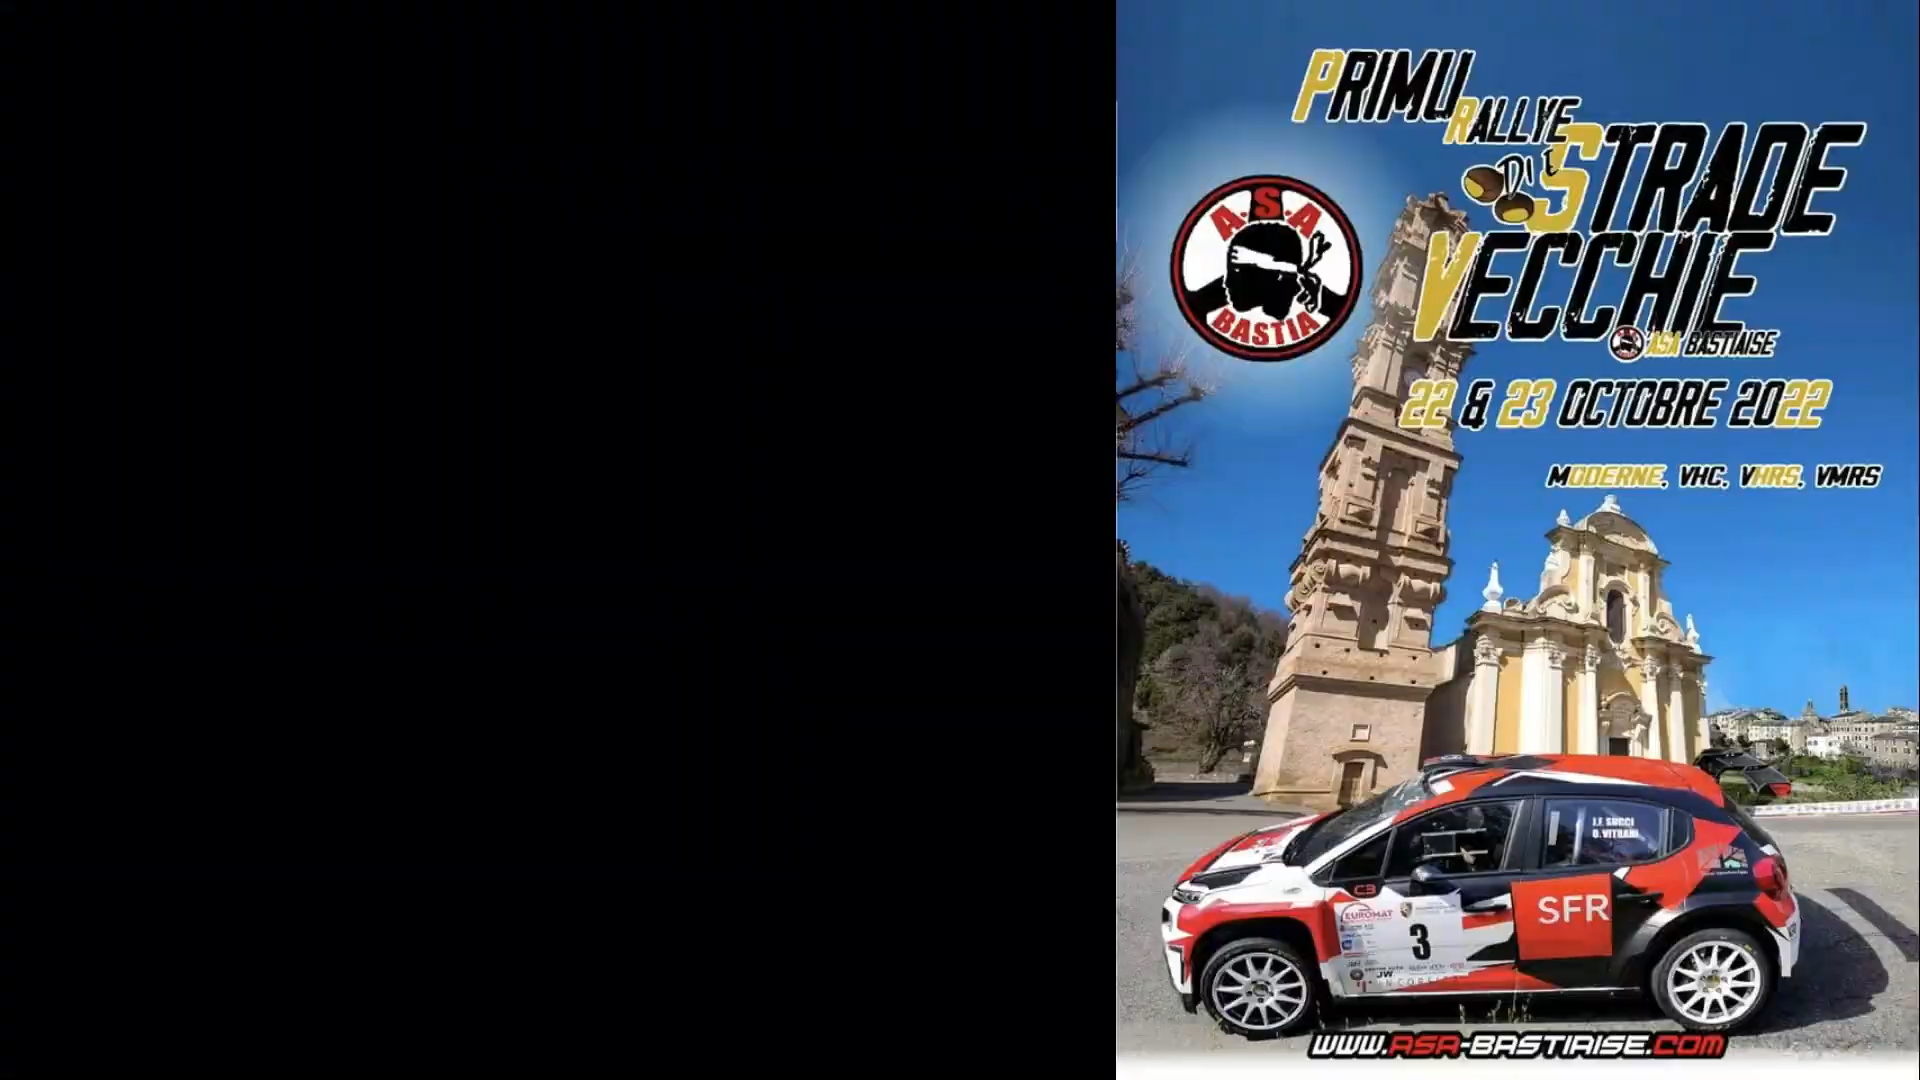 PRIMU
RALLYE
DI E STRADE
VECCHIE
ASA BASTIAISE
A.S.A
BASTIA
22 & 23 OCTOBRE 2022
MODERNE, VHC, VHRS, VMRS
J.F. SUCCI
D. VITRANI
C3
EUROMAT
SFR
3
JW
WWW.ASA-BASTIAISE.COM